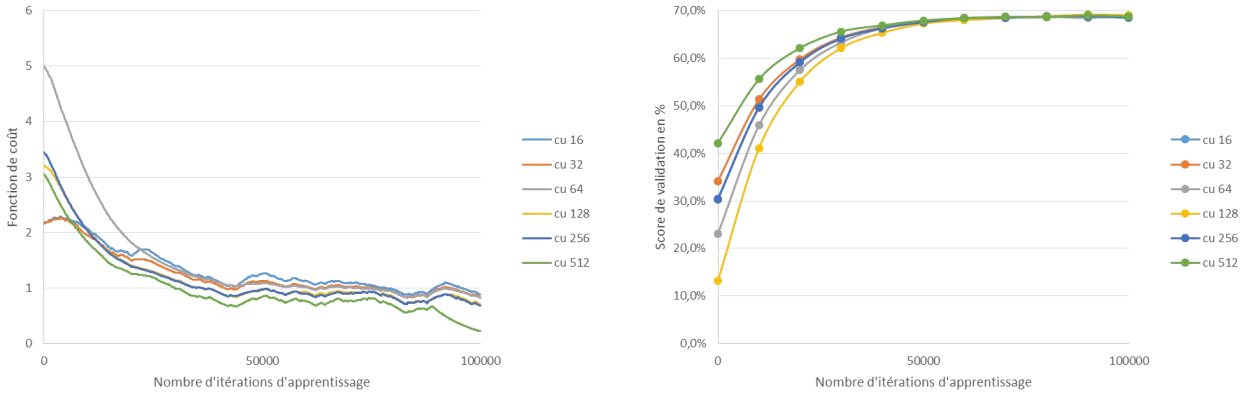 6
5
4
3
2
1
0
Fonction de coût
0
50000
100000
Nombre d'itérations d'apprentissage
cu 16
cu 32
cu 64
cu 128
cu 256
cu 512
70,0%
60,0%
50,0%
40,0%
30,0%
20,0%
10,0%
0,0%
Score de validation en %
0
50000
100000
Nombre d'itérations d'apprentissage
cu 16
cu 32
cu 64
cu 128
cu 256
cu 512